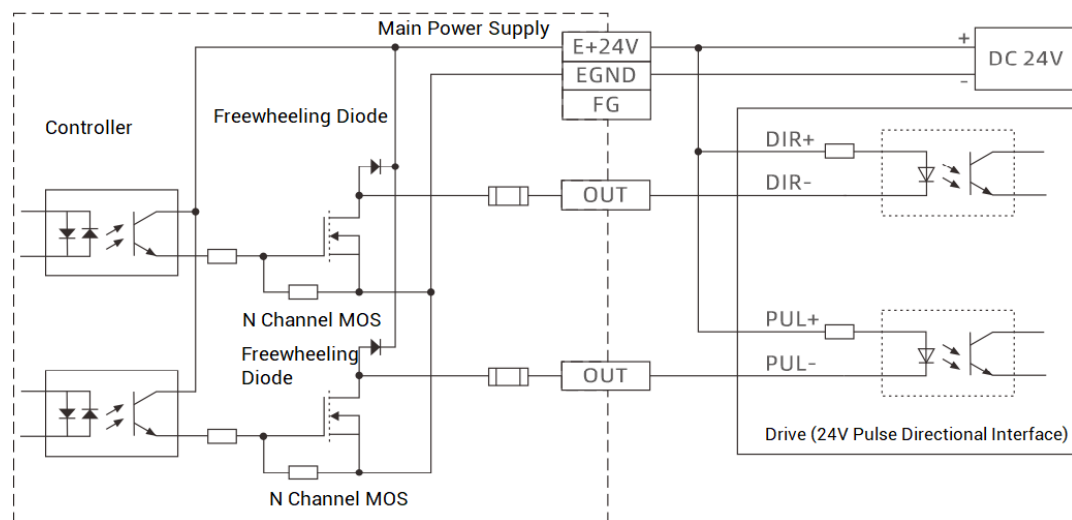 Main Power Supply
E+24V
+
DC 24V
EGND
-
FG
Controller
Freewheeling Diode
DIR+
OUT
DIR-
N Channel MOS
PUL+
Freewheeling
Diode
OUT
PUL-
Drive (24V Pulse Directional Interface)
N Channel MOS